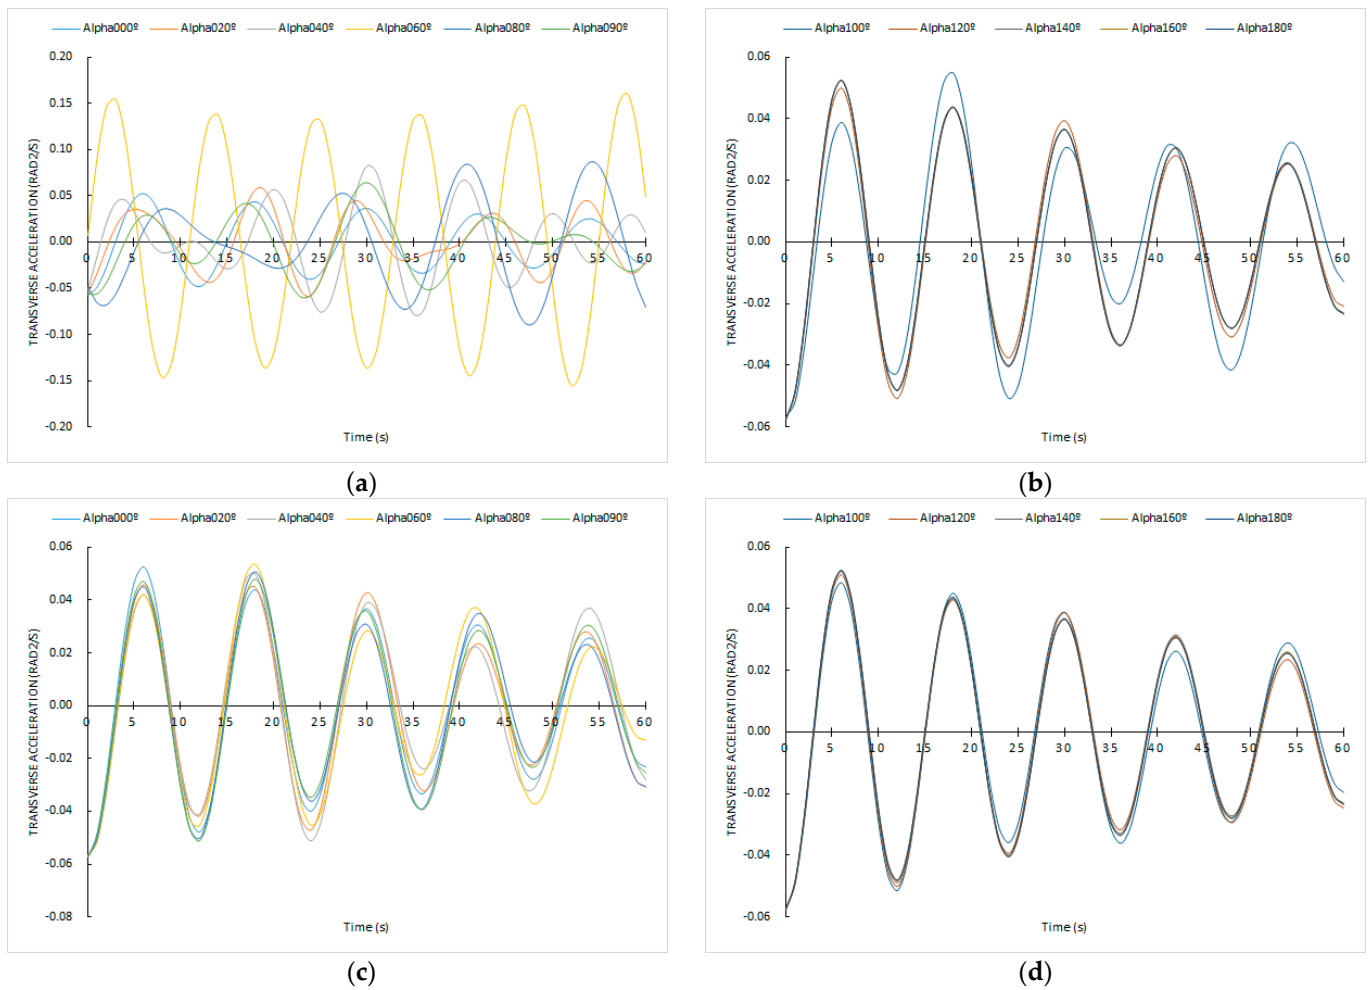 Alpha000º Alpha020º Alpha040º Alpha060º Alpha080º Alpha090º
0.20
0.15
0.10
0.05
0.00
-0.05
-0.10
-0.15
-0.20
0 5 10 15 20 25 30 35 40 45 50 55 60
TRANSVERSE ACCELERATION (RAD2/S)
Time (s)
(a)
Alpha100º Alpha120º Alpha140º Alpha160º Alpha180º
0.06
0.04
0.02
0.00
-0.02
-0.04
-0.06
0 5 10 15 20 25 30 35 40 45 50 55 60
TRANSVERSE ACCELERATION (RAD2/S)
Time (s)
(b)
Alpha000º Alpha020º Alpha040º Alpha060º Alpha080º Alpha090º
0.06
0.04
0.02
0.00
-0.02
-0.04
-0.06
-0.08
0 5 10 15 20 25 30 35 40 45 50 55 60
TRANSVERSE ACCELERATION (RAD2/S)
Time (s)
(c)
Alpha100º Alpha120º Alpha140º Alpha160º Alpha180º
0.06
0.04
0.02
0.00
-0.02
-0.04
-0.06
0 5 10 15 20 25 30 35 40 45 50 55 60
TRANSVERSE ACCELERATION (RAD2/S)
Time (s)
(d)